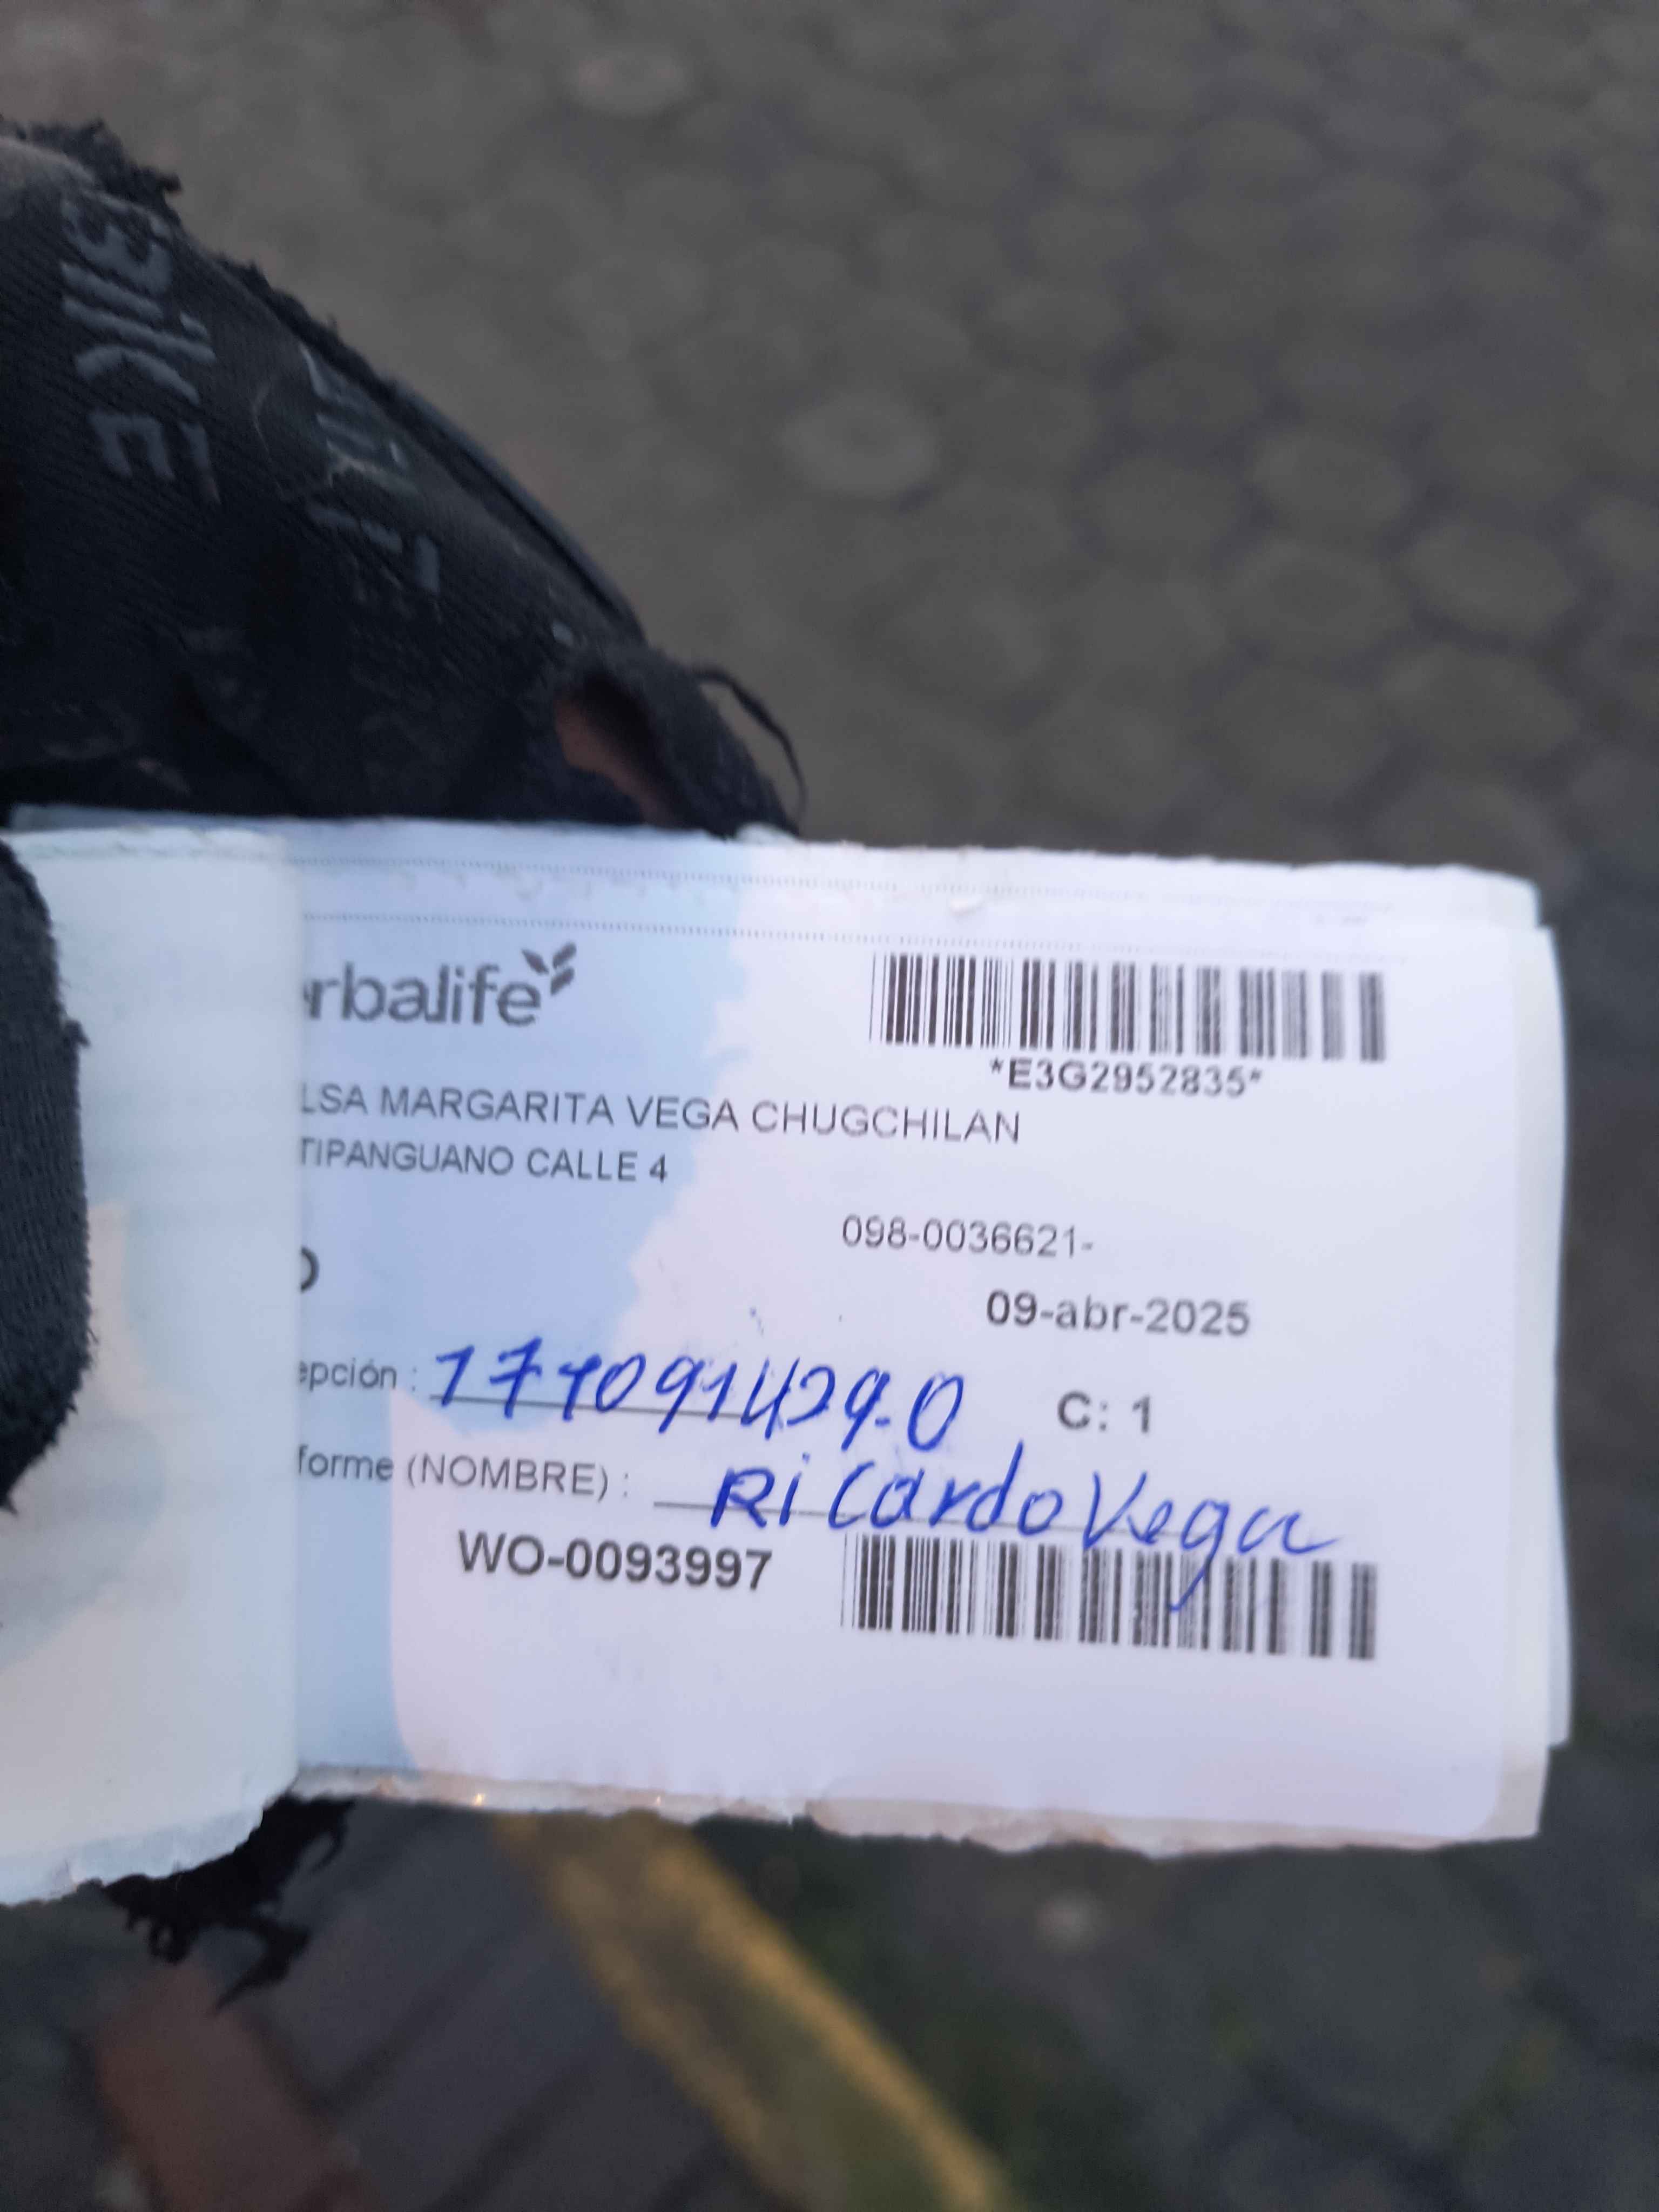 rbalife
*E3G2952835*
LSA MARGARITA VEGA CHUGCHILAN
TIPANGUANO CALLE 4
098-0036621-
09-abr-2025
epción : 171091429-0 C: 1
forme (NOMBRE) : Ricardo Vega
WO-0093997